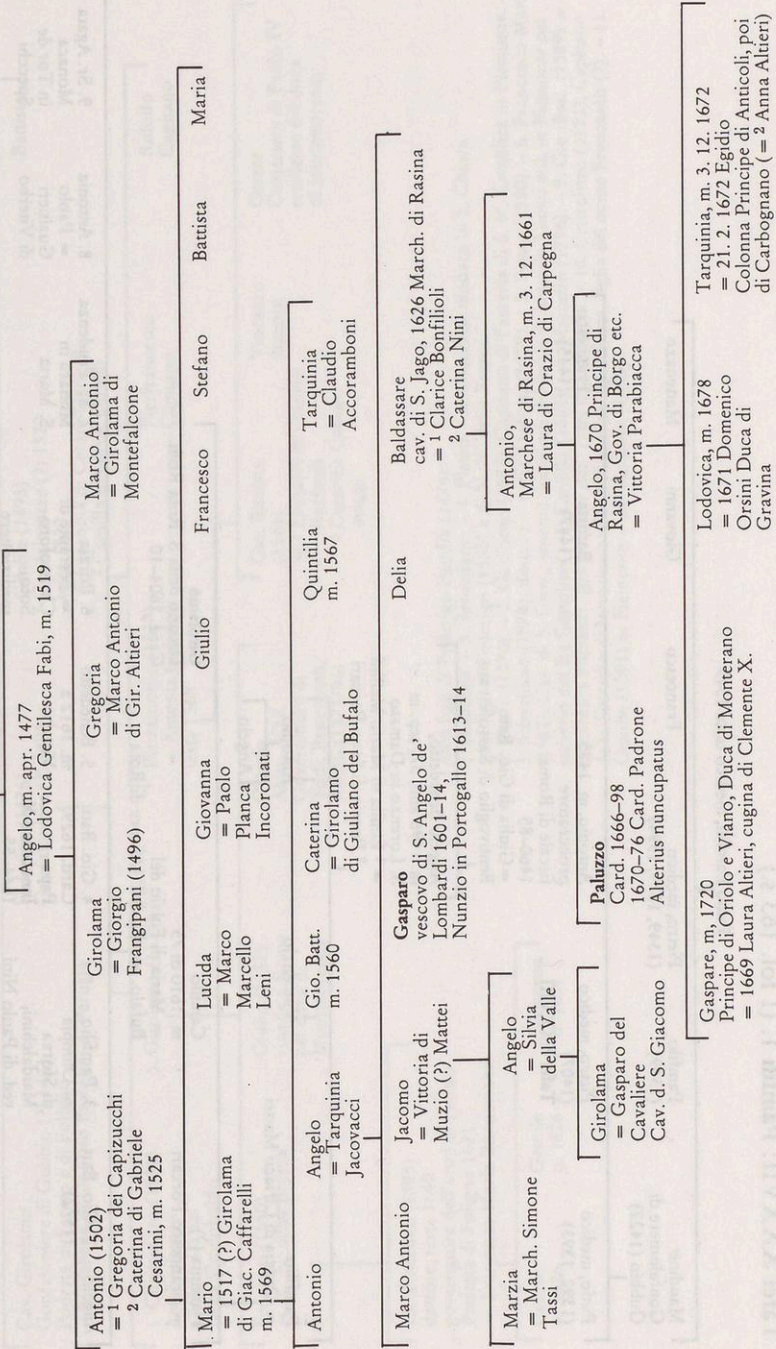 Angelo, m. apr. 1477
= Lodovica Gentilesca Fabi, m. 1519
Antonio (1502)
= 1 Gregoria dei Capizucchi
2 Caterina di Gabriele
Cesarini, m. 1525
Girolama
= Giorgio
Frangipani (1496)
Gregoria
= Marco Antonio
di Gir. Altieri
Marco Antonio
= Girolama di
Montefalcone
Mario
= 1517 (?) Girolama
di Giac. Caffarelli
m. 1569
Lucida
= Marco
Marcello
Leni
Giovanna
= Paolo
Planca
Incoronati
Giulio
Francesco
Stefano
Battista
Maria
Antonio
Angelo
= Tarquinia
Jacovacci
Gio. Batt.
m. 1560
Caterina
= Girolamo
di Giuliano del Bufalo
Quintilia
m. 1567
Tarquinia
= Claudio
Accoramboni
Marco Antonio
Jacomo
= Vittoria di
Muzio (?) Mattei
Gasparo
vescovo di S. Angelo de'
Lombardi 1601–14,
Nunzio in Portogallo 1613–14
Delia
Baldassare
cav. di S. Jago, 1626 March. di Rasina
= 1 Clarice Bonfilioli
2 Caterina Nini
Marzia
= March. Simone
Tassi
Angelo
= Silvia
della Valle
Antonio,
Marchese di Rasina, m. 3. 12. 1661
= Laura di Orazio di Carpegna
Girolama
= Gasparo del
Cavaliere
Cav. d. S. Giacomo
Paluzzo
Card. 1666–98
1670–76 Card. Padrone
Alterius nuncupatus
Angelo, 1670 Principe di
Rasina, Gov. di Borgo etc.
= Vittoria Parabiacca
Gaspare, m, 1720
Principe di Oriolo e Viano, Duca di Monterano
= 1669 Laura Altieri, cugina di Clemente X.
Lodovica, m. 1678
= 1671 Domenico
Orsini Duca di
Gravina
Tarquinia, m. 3. 12. 1672
= 21. 2. 1672 Egidio
Colonna Principe di Anticoli, poi
di Carbognano (= ² Anna Altieri)